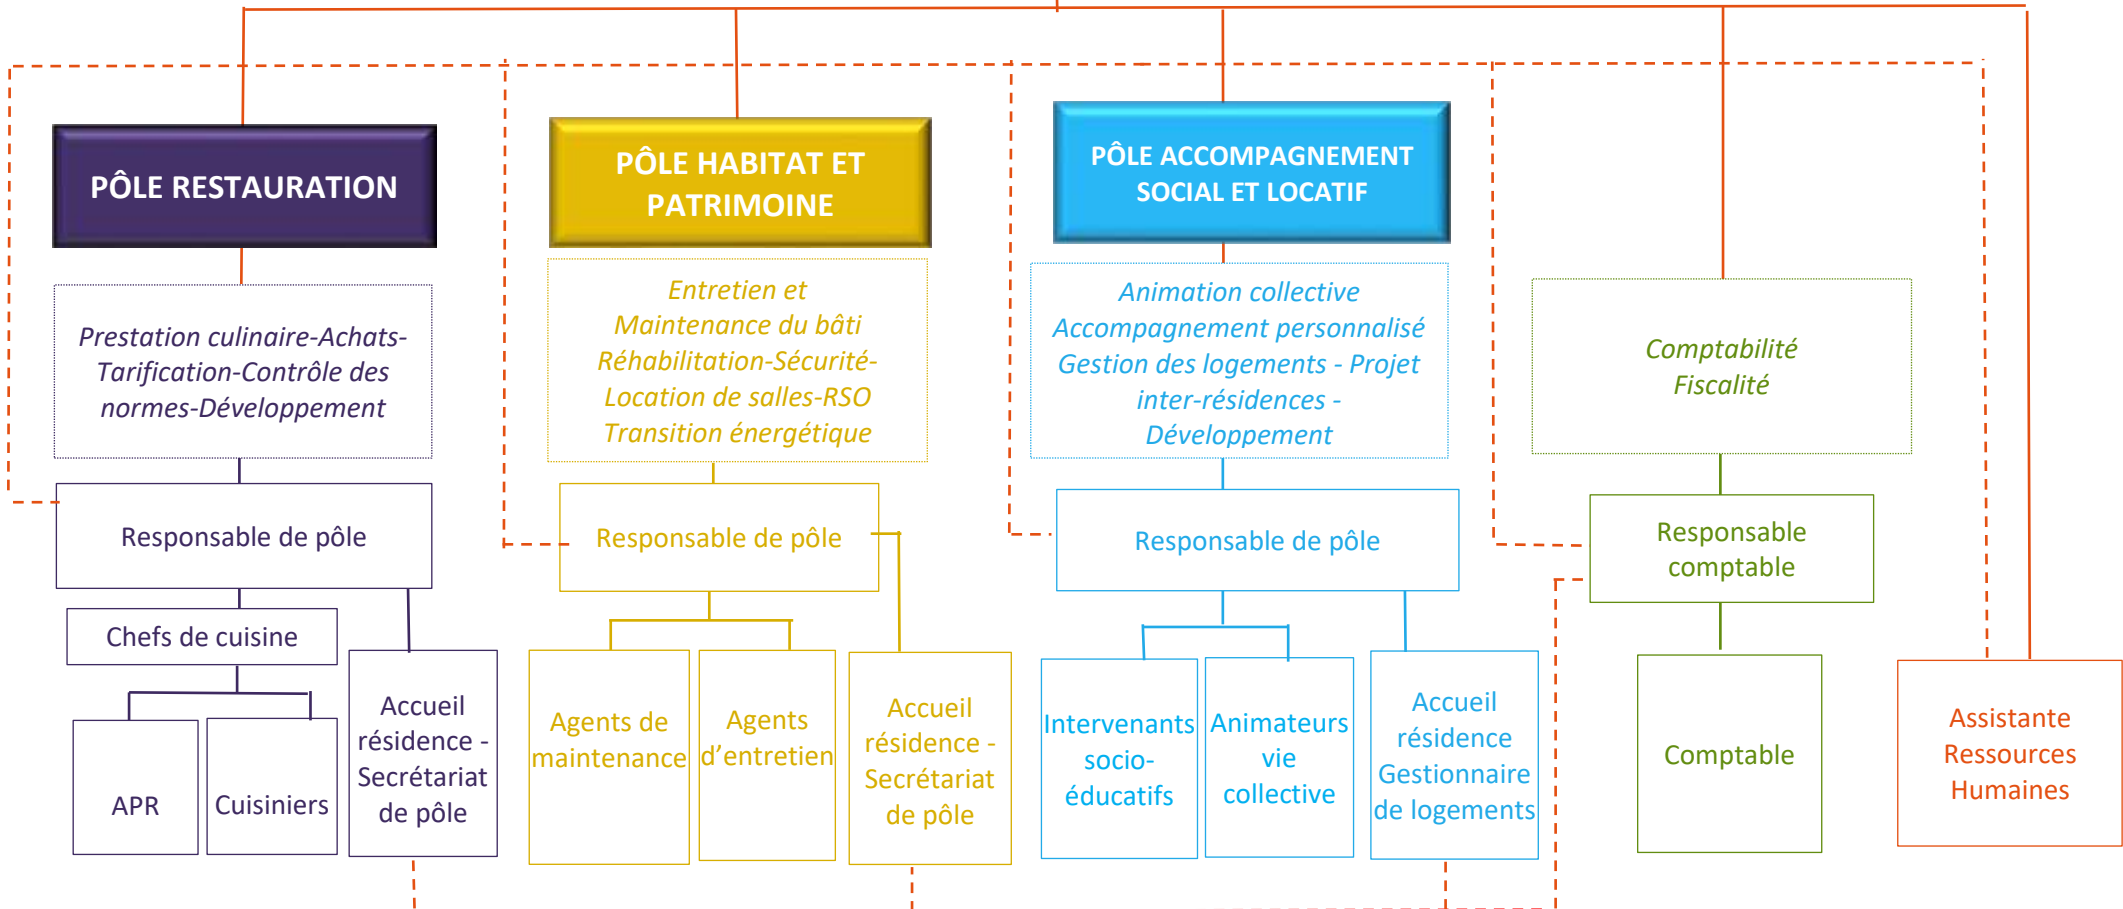 PÔLE RESTAURATION
Prestation culinaire-Achats-
Tarification-Contrôle des
normes-Développement
Responsable de pôle
Chefs de cuisine
APR
Cuisiniers
Accueil
résidence -
Secrétariat
de pôle
PÔLE HABITAT ET
PATRIMOINE
Entretien et
Maintenance du bâti
Réhabilitation-Sécurité-
Location de salles-RSO
Transition énergétique
Responsable de pôle
Agents de
maintenance
Agents
d’entretien
Accueil
résidence -
Secrétariat
de pôle
PÔLE ACCOMPAGNEMENT
SOCIAL ET LOCATIF
Animation collective
Accompagnement personnalisé
Gestion des logements - Projet
inter-résidences -
Développement
Responsable de pôle
Intervenants
socio-
éducatifs
Animateurs
vie
collective
Accueil
résidence
Gestionnaire
de logements
Comptabilité
Fiscalité
Responsable
comptable
Comptable
Assistante
Ressources
Humaines